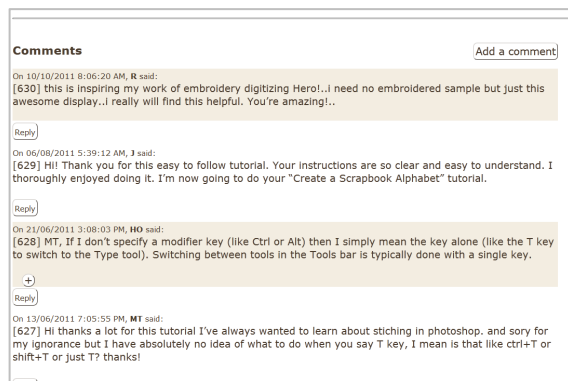 Comments
Add a comment
On 10/10/2011 8:06:20 AM, R said:
[630] this is inspiring my work of embroidery digitizing Hero!..i need no embroidered sample but just this
awesome display..i really will find this helpful. You're amazing!..
Reply
On 06/08/2011 5:39:12 AM, J said:
[629] Hi! Thank you for this easy to follow tutorial. Your instructions are so clear and easy to understand. I
thoroughly enjoyed doing it. I'm now going to do your “Create a Scrapbook Alphabet” tutorial.
Reply
On 21/06/2011 3:08:03 PM, HO said:
[628] MT, If I don't specify a modifier key (like Ctrl or Alt) then I simply mean the key alone (like the T key
to switch to the Type tool). Switching between tools in the Tools bar is typically done with a single key.
+
Reply
On 13/06/2011 7:05:55 PM, MT said:
[627] Hi thanks a lot for this tutorial I've always wanted to learn about stiching in photoshop. and sory for
my ignorance but I have absolutely no idea of what to do when you say T key, I mean is that like ctrl+T or
shift+T or just T? thanks!